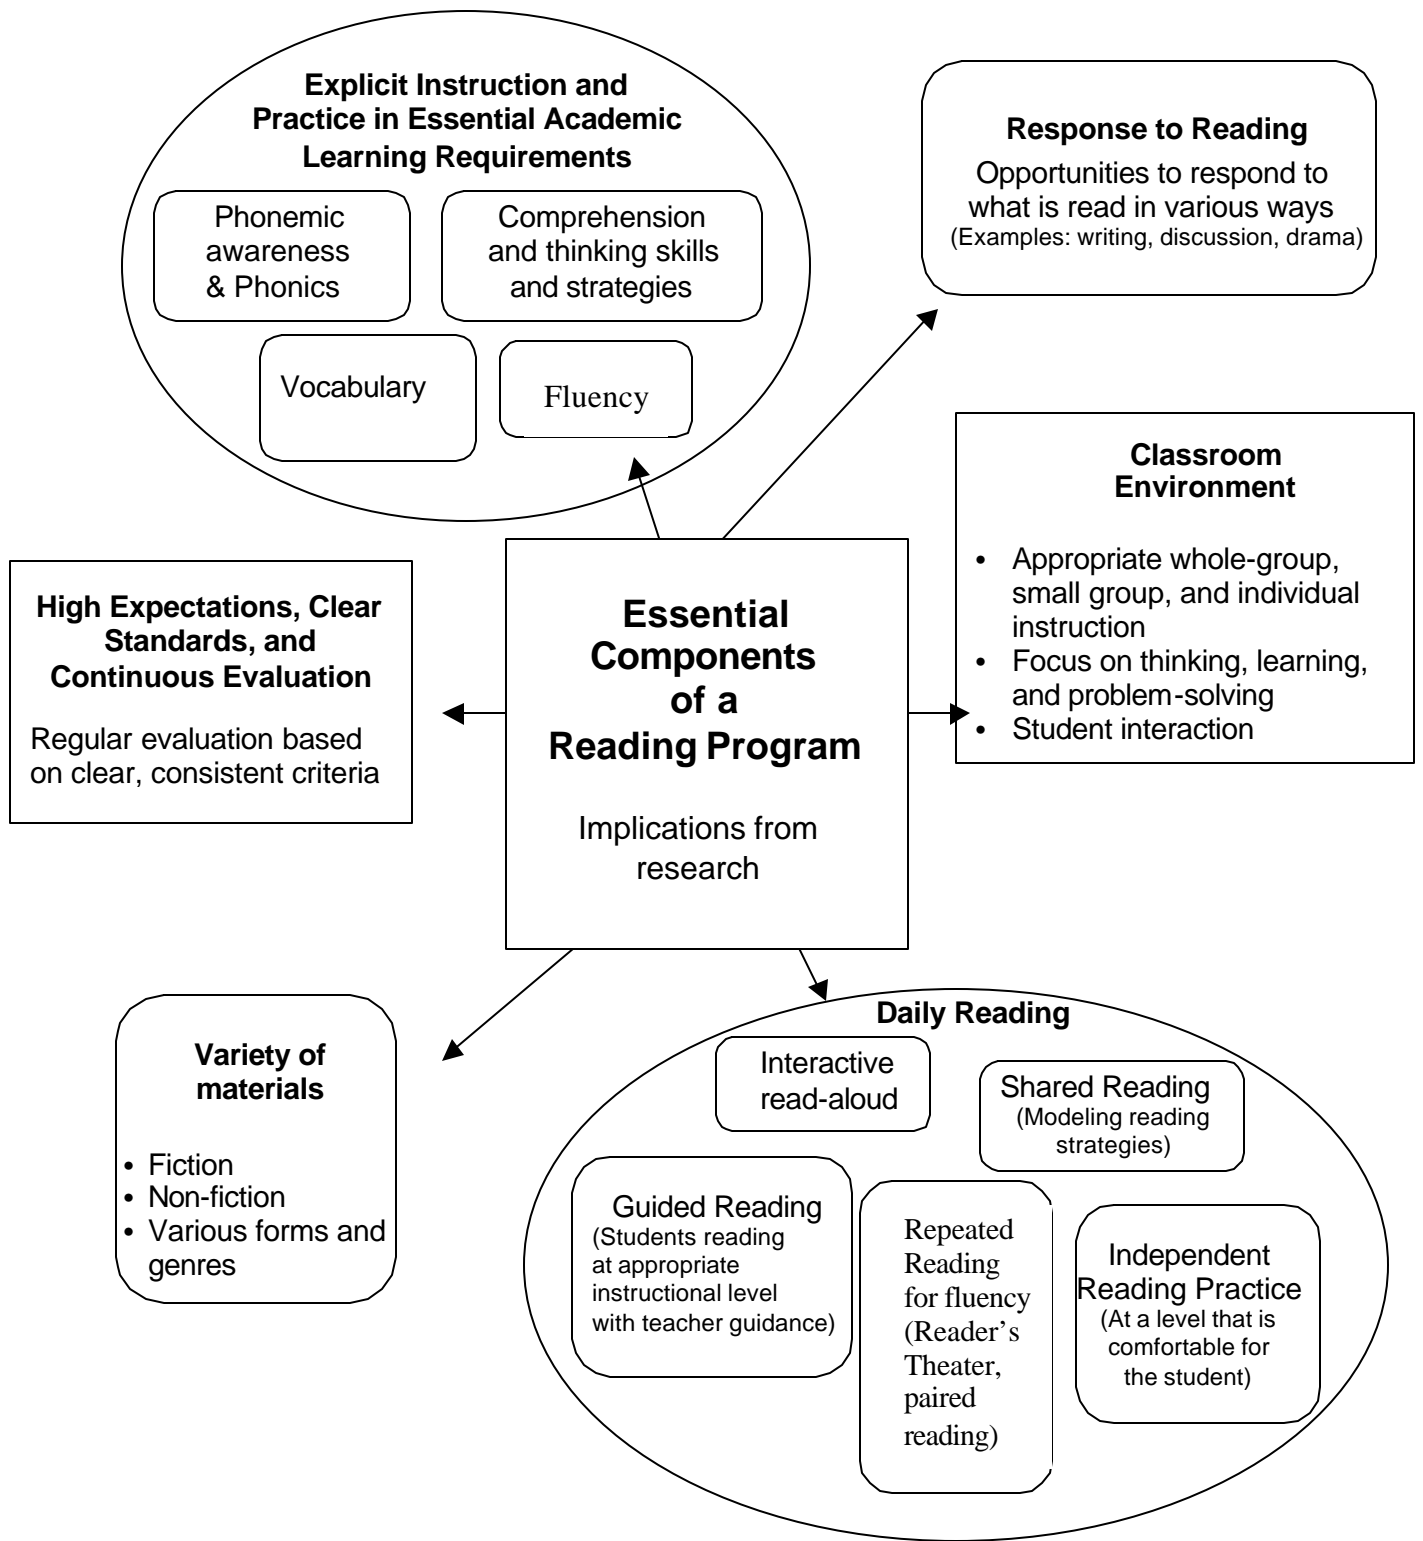 Explicit Instruction and
Practice in Essential Academic
Learning Requirements
Phonemic
awareness
& Phonics
Comprehension
and thinking skills
and strategies
Vocabulary
Fluency
Response to Reading
Opportunities to respond to
what is read in various ways
(Examples: writing, discussion, drama)
Classroom
Environment
• Appropriate whole-group,
small group, and individual
instruction
• Focus on thinking, learning,
and problem-solving
• Student interaction
High Expectations, Clear
Standards, and
Continuous Evaluation
Regular evaluation based
on clear, consistent criteria
Essential
Components
of a
Reading Program
Implications from
research
Variety of
materials
• Fiction
• Non-fiction
• Various forms and
genres
Daily Reading
Interactive
read-aloud
Shared Reading
(Modeling reading
strategies)
Guided Reading
(Students reading
at appropriate
instructional level
with teacher guidance)
Repeated
Reading
for fluency
(Reader’s
Theater,
paired
reading)
Independent
Reading Practice
(At a level that is
comfortable for
the student)